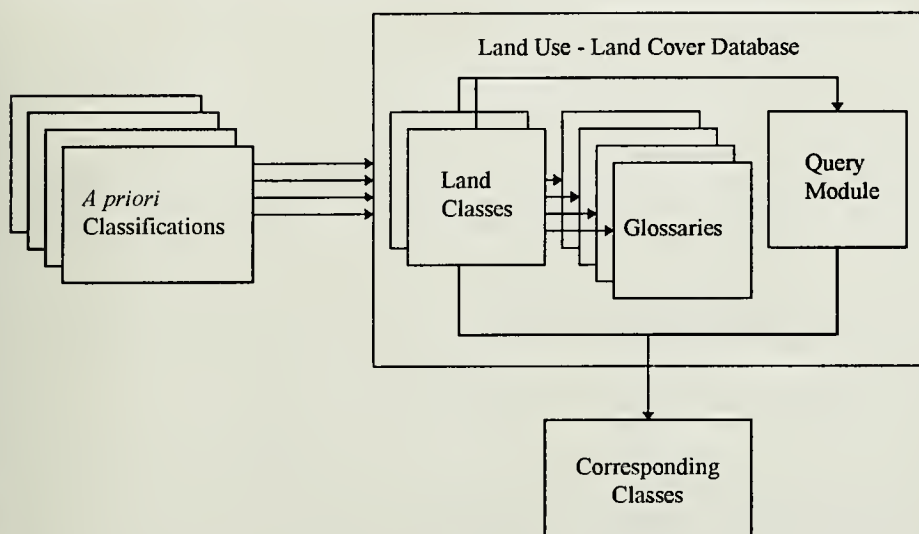 Land Use - Land Cover Database
A priori
Classifications
Land
Classes
Glossaries
Query
Module
Corresponding
Classes